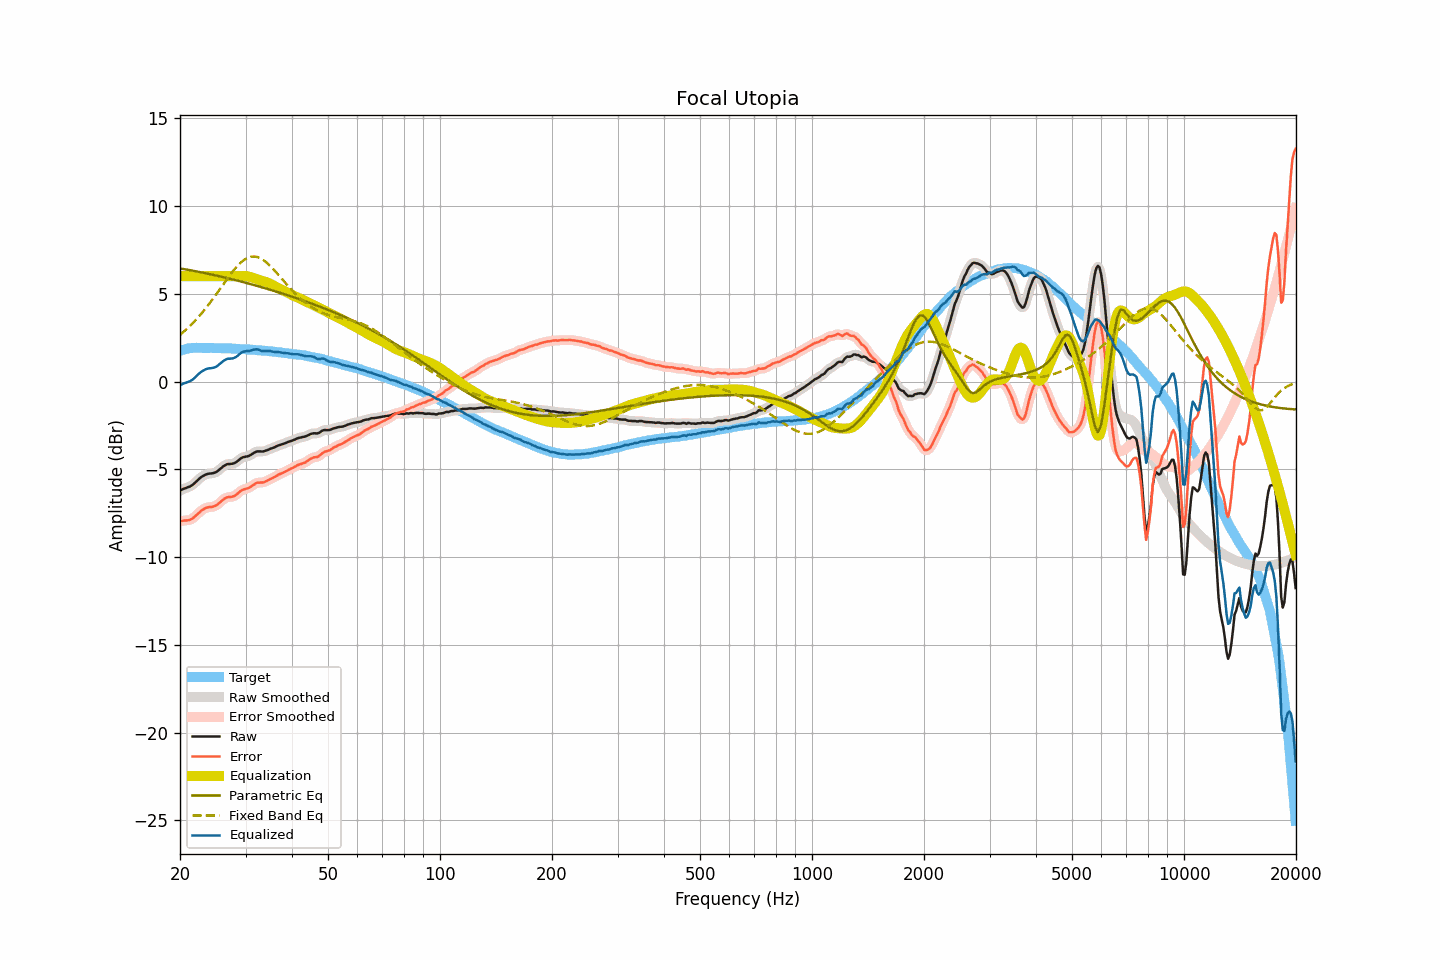 Focal Utopia
15
10
5
0
−5
−10
−15
−20
−25
Amplitude (dBr)
Target
Raw Smoothed
Error Smoothed
Raw
Error
Equalization
Parametric Eq
Fixed Band Eq
Equalized
20 50 100 200 500 1000 2000 5000 10000 20000
Frequency (Hz)